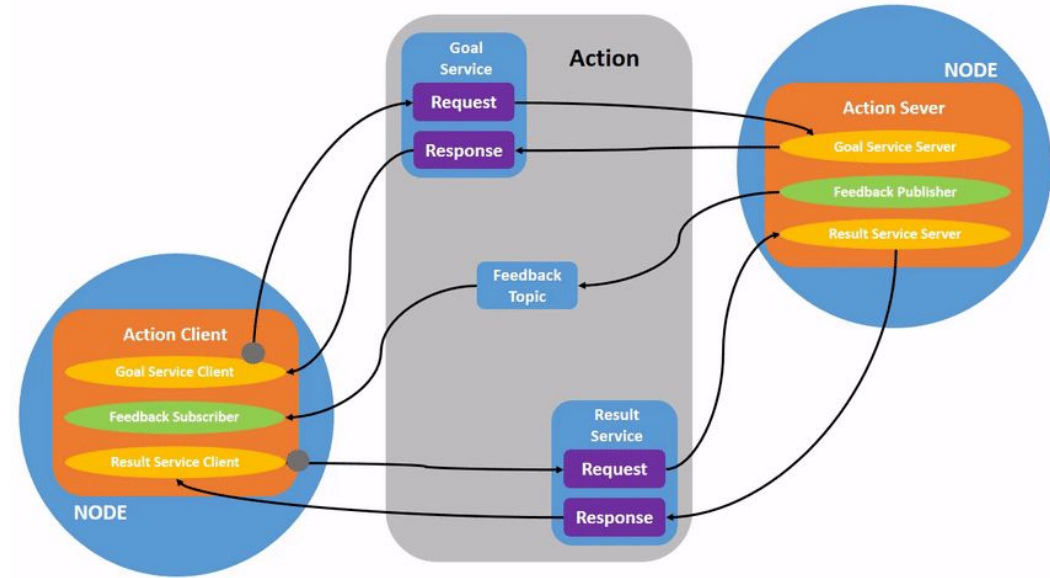 Goal
Service
Request
Response
Action
NODE
Action Sever
Goal Service Server
Feedback Publisher
Result Service Server
Feedback
Topic
Action Client
Goal Service Client
Feedback Subscriber
Result Service Client
NODE
Result
Service
Request
Response